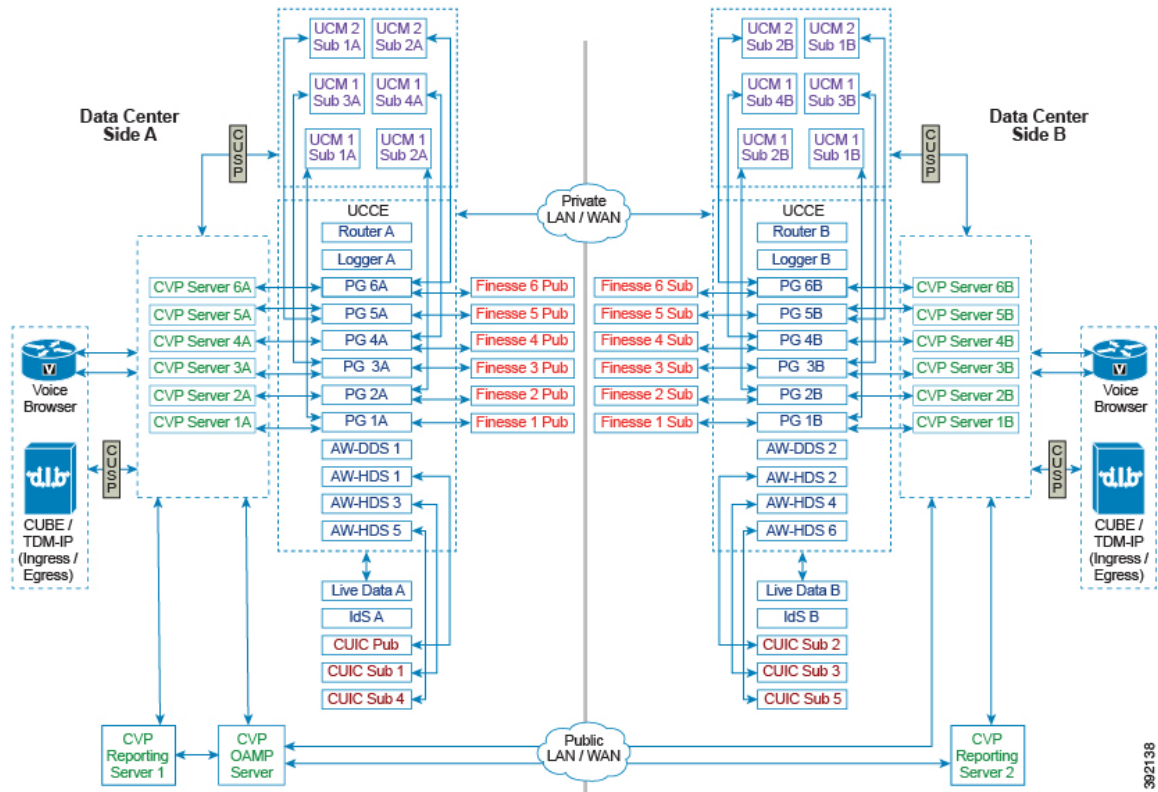 UCM 2
Sub 1A
UCM 2
Sub 2A
UCM 1
Sub 3A
UCM 1
Sub 4A
UCM 1
Sub 1A
UCM 1
Sub 2A
Data Center
Side A
CUSP
UCCE
Router A
Logger A
PG 6A
PG 5A
PG 4A
PG 3A
PG 2A
PG 1A
AW-DDS 1
AW-HDS 1
AW-HDS 3
AW-HDS 5
Live Data A
IdS A
CUIC Pub
CUIC Sub 1
CUIC Sub 4
CVP Server 6A
CVP Server 5A
CVP Server 4A
CVP Server 3A
CVP Server 2A
CVP Server 1A
Finesse 6 Pub
Finesse 5 Pub
Finesse 4 Pub
Finesse 3 Pub
Finesse 2 Pub
Finesse 1 Pub
V
Voice
Browser
CUSP
d.l.b
CUBE /
TDM-IP
(Ingress /
Egress)
CVP
Reporting
Server 1
CVP
OAMP
Server
Private
LAN / WAN
Public
LAN / WAN
UCM 2
Sub 2B
UCM 2
Sub 1B
UCM 1
Sub 4B
UCM 1
Sub 3B
UCM 1
Sub 2B
UCM 1
Sub 1B
Data Center
Side B
CUSP
UCCE
Router B
Logger B
PG 6B
PG 5B
PG 4B
PG 3B
PG 2B
PG 1B
AW-DDS 2
AW-HDS 2
AW-HDS 4
AW-HDS 6
Live Data B
IdS B
CUIC Sub 2
CUIC Sub 3
CUIC Sub 5
Finesse 6 Sub
Finesse 5 Sub
Finesse 4 Sub
Finesse 3 Sub
Finesse 2 Sub
Finesse 1 Sub
CVP Server 6B
CVP Server 5B
CVP Server 4B
CVP Server 3B
CVP Server 2B
CVP Server 1B
V
Voice
Browser
CUSP
d.l.b
CUBE /
TDM-IP
(Ingress /
Egress)
CVP
Reporting
Server 2
392138